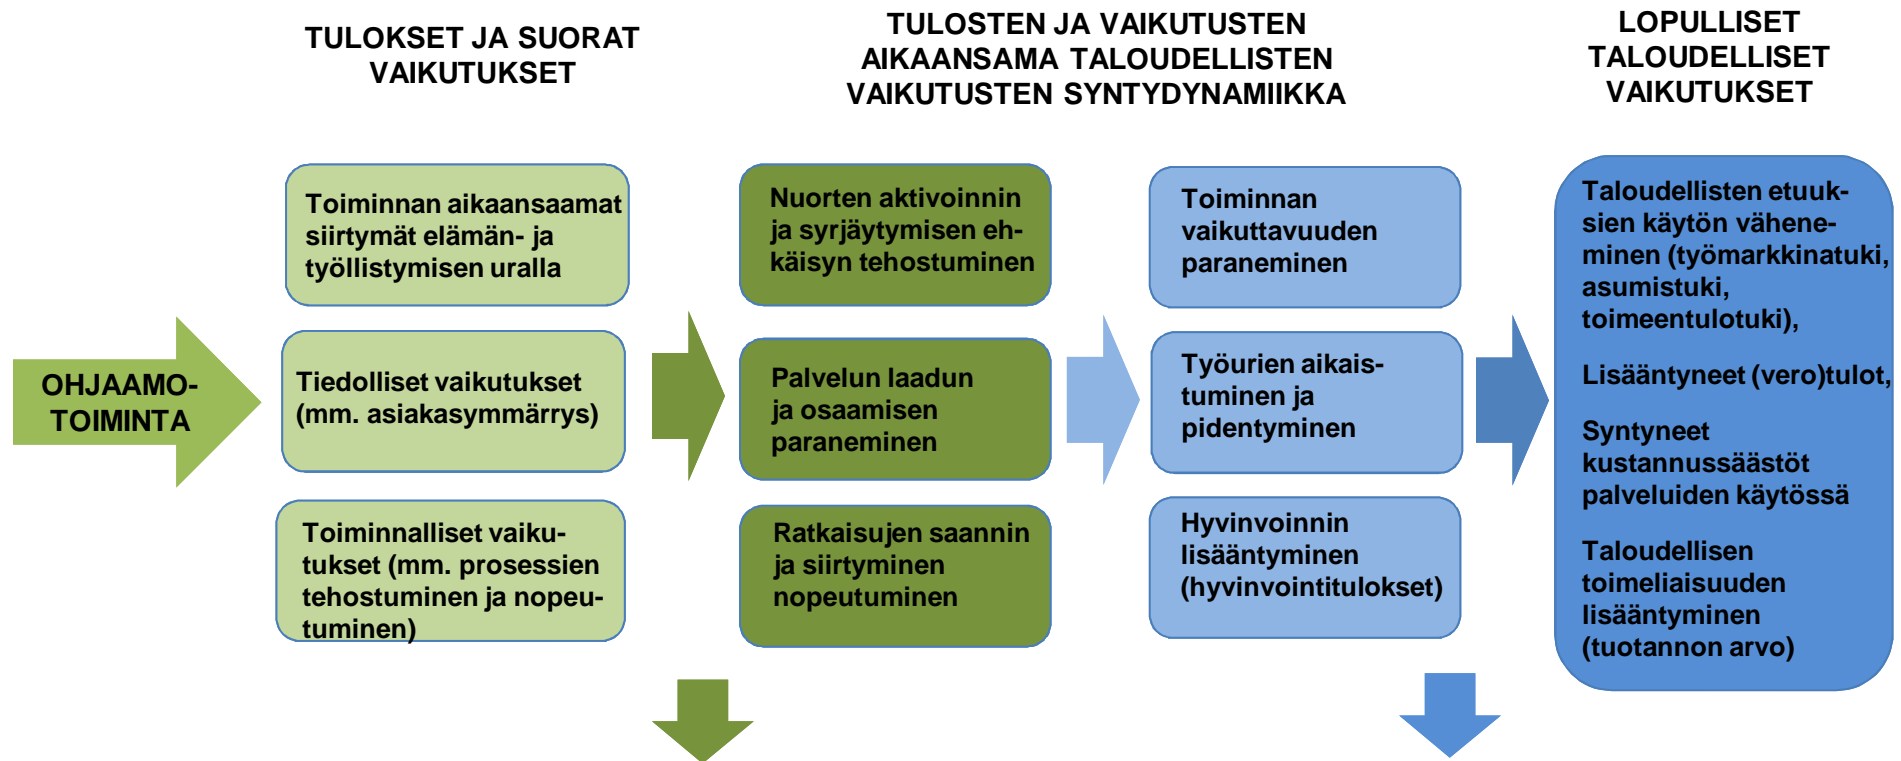 TULOKSET JA SUORAT
VAIKUTUKSET
TULOSTEN JA VAIKUTUSTEN
AIKAANSAMA TALOUDELLISTEN
VAIKUTUSTEN SYNTYDYNAMIIKKA
LOPULLISET
TALOUDELLISET
VAIKUTUKSET
OHJAAMO-
TOIMINTA
Toiminnan aikaansaamat
siirtymät elämän- ja
työllistymisen uralla
Tiedolliset vaikutukset
(mm. asiakasymmärrys)
Toiminnalliset vaiku-
tukset (mm. prosessien
tehostuminen ja nopeu-
tuminen)
Nuorten aktivoinnin
ja syrjäytymisen eh-
käisyn tehostuminen
Palvelun laadun
ja osaamisen
paraneminen
Ratkaisujen saannin
ja siirtyminen
nopeutuminen
Toiminnan
vaikuttavuuden
paraneminen
Työurien aikais-
tuminen ja
pidentyminen
Hyvinvoinnin
lisääntyminen
(hyvinvointitulokset)
Taloudellisten etuuk-
sien käytön vähene-
minen (työmarkkinatuki,
asumistuki,
toimeentulotuki),
Lisääntyneet (vero)tulot,
Syntyneet
kustannussäästöt
palveluiden käytössä
Taloudellisen
toimeliaisuuden
lisääntyminen
(tuotannon arvo)